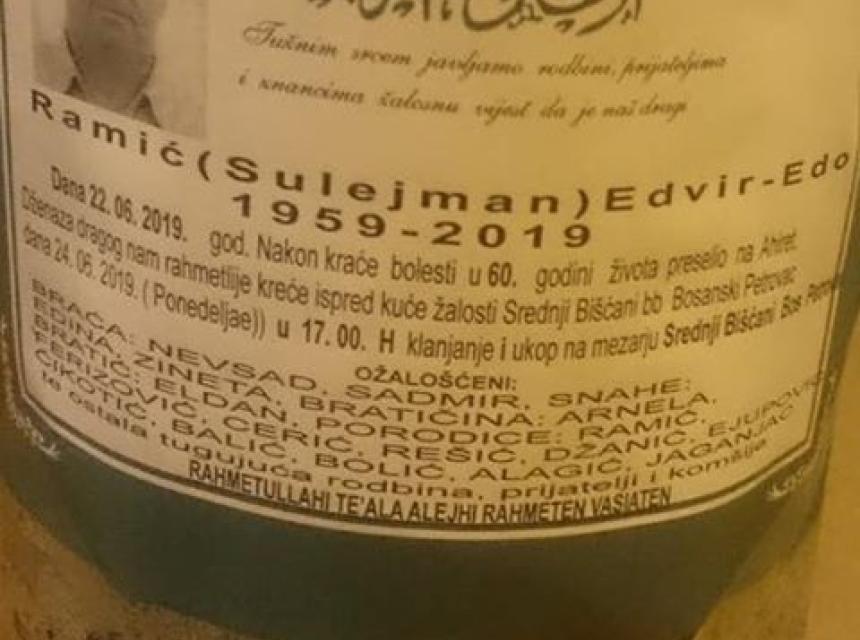 Tužnim srcem javljamo rodbini, prijateljima
i znancima žalosnu vijest da je naš dragi
Ramić(Sulejman)Edvir-Edo
1959-2019
Dana 22. 06. 2019. god. Nakon kraće bolesti u 60. godini života preselio na Ahiret.
Dženaza dragog nam rahmetlije kreće ispred kuće žalosti Srednji Bišćani bb Bosanski Petrovac
dana 24. 06. 2019. ( Ponedeljae)) u 17. 00. H klanjanje i ukop na mezarju Srednji Bišćani Bos
OŽALOŠĆENI:
BRAĆA: NEVSAD, SADMIR, SNAHE:
EDINA, ZINETA, BRATIČINA: ARNELA,
BRATIĆ: ELDAN, PORODICE: RAMIĆ,
FERIZOVIĆ, CERIĆ, REŠIĆ, DŽANIĆ, EJUPOVIĆ
ČIKOTIĆ, BALIĆ, BOLIĆ, ALAGIĆ, JAGANJAC
te ostala tugujuća rodbina, prijatelji i komšije
RAHMETULLAHI TE'ALA ALEJHI RAHMETEN VASIATEN